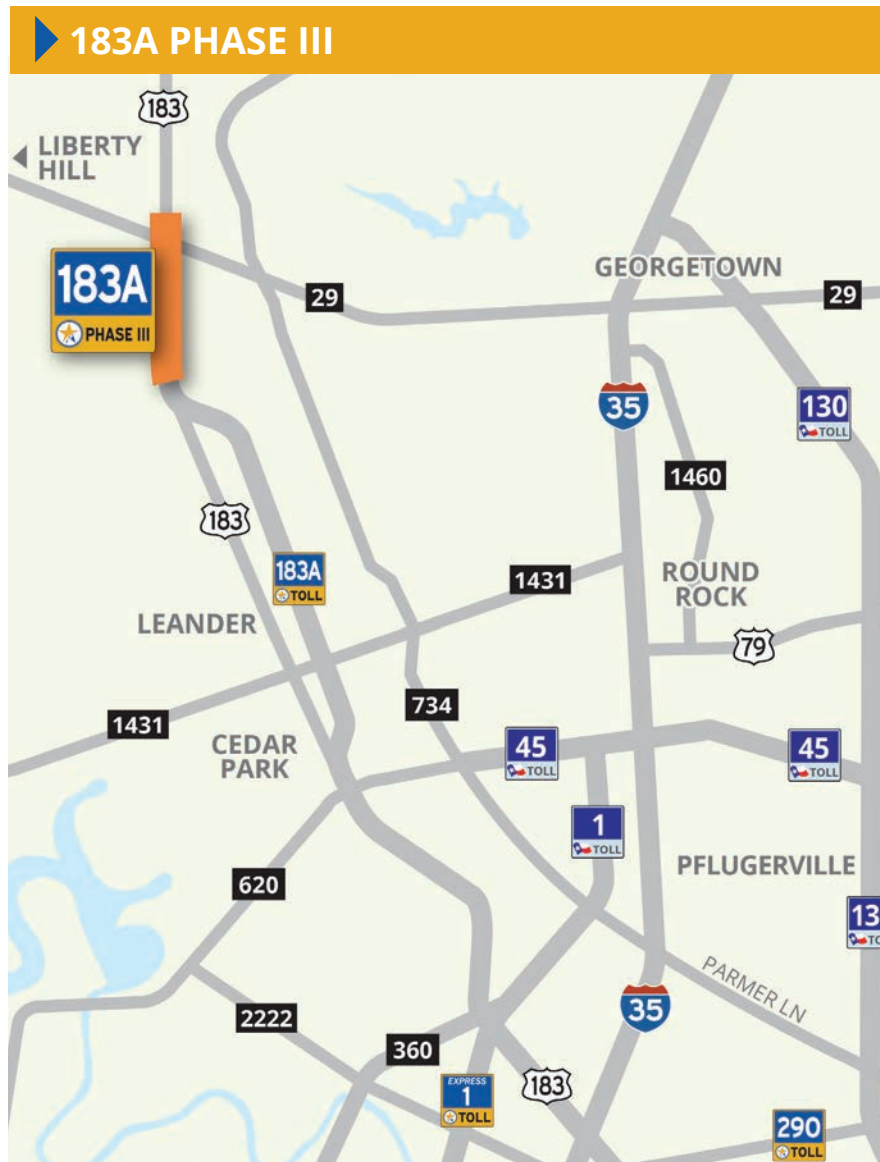 183A PHASE III
183
LIBERTY
HILL
GEORGETOWN
183A
PHASE III
29
29
35
130
TOLL
1460
183
183A
TOLL
1431
ROUND
ROCK
LEANDER
79
734
1431
CEDAR
PARK
45
TOLL
45
TOLL
1
TOLL
PFLUGERVILLE
620
13
TO
PARMER LN
2222
35
360
EXPRESS
1
TOLL
183
290
TOLL